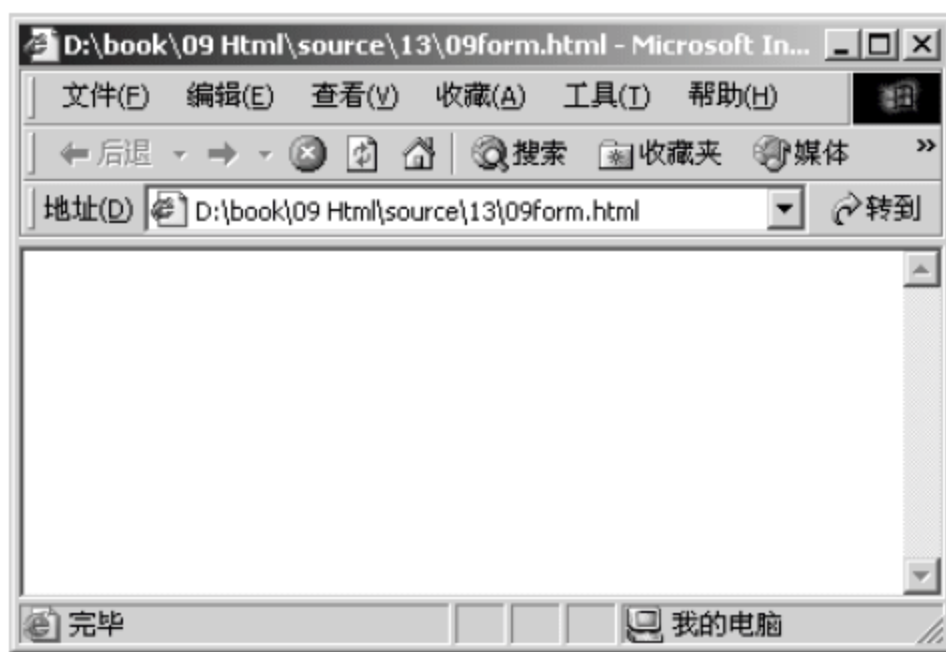 D:\book\09 Html\source\13\09form.html - Microsoft In...
文件(F) 编辑(E) 查看(V) 收藏(A) 工具(T) 帮助(H)
后退 搜索 收藏夹 媒体 »
地址(D) D:\book\09 Html\source\13\09form.html 转到
完毕 我的电脑